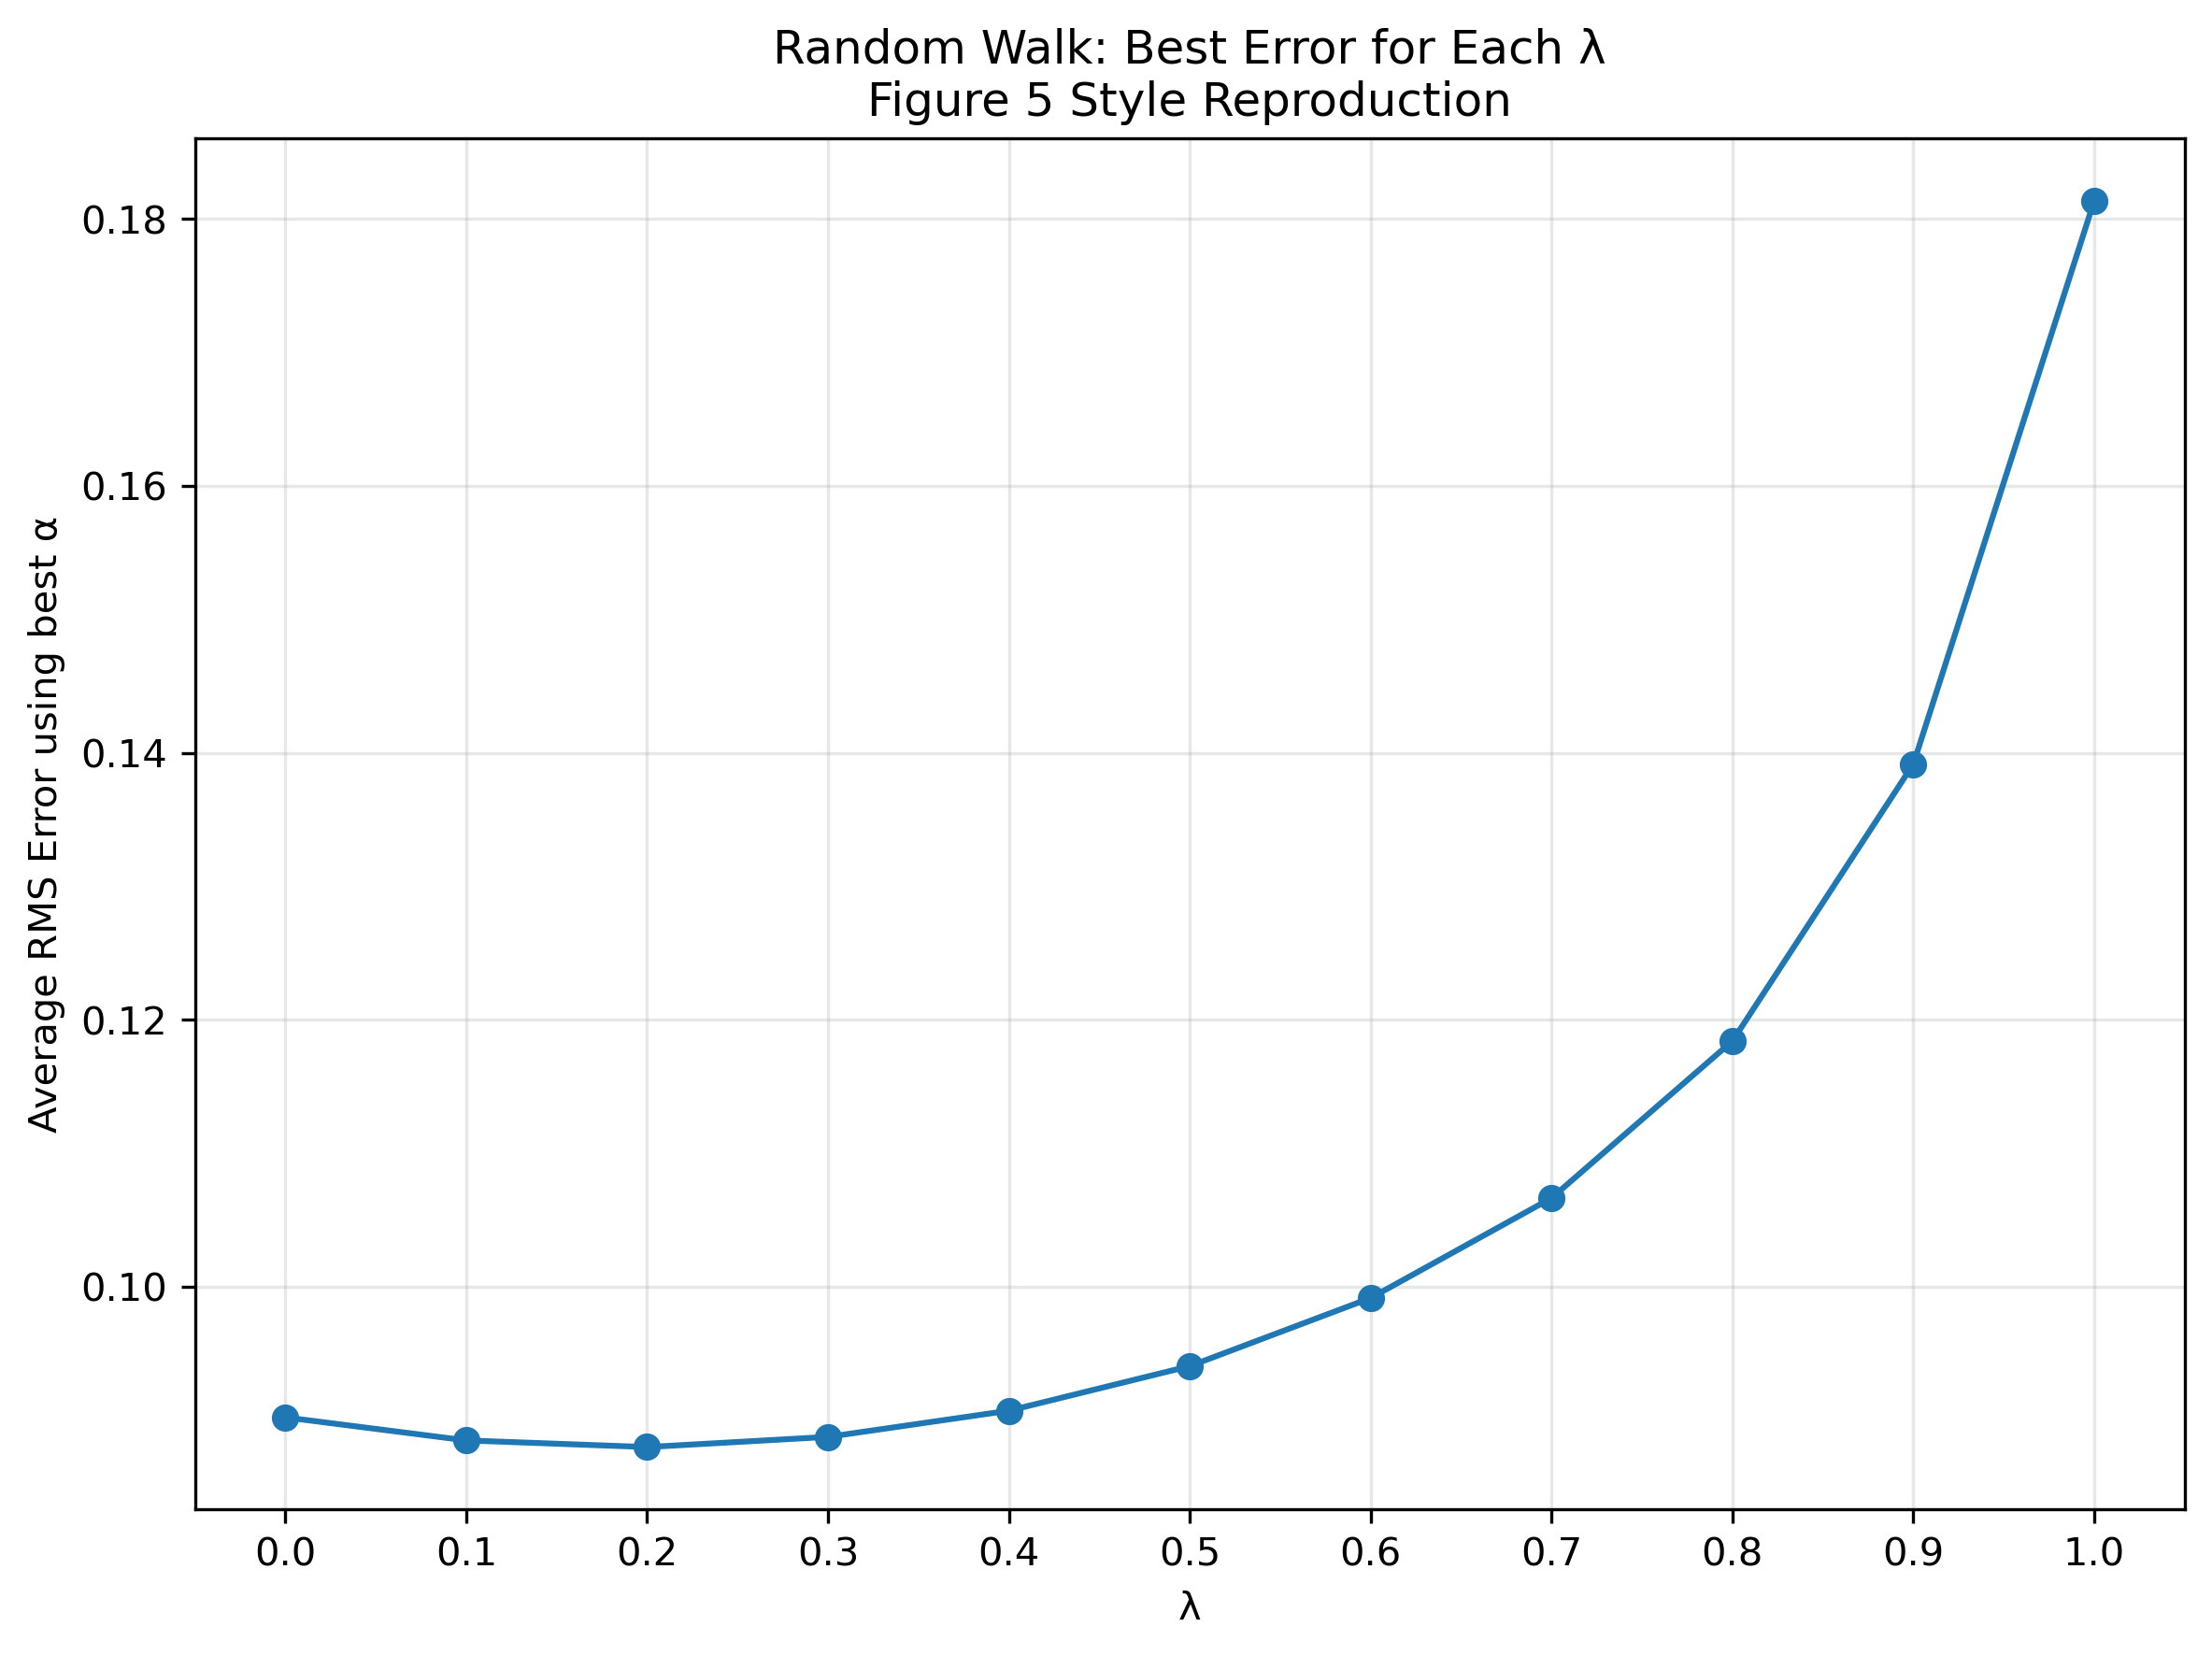 Random Walk: Best Error for Each λ
Figure 5 Style Reproduction
Average RMS Error using best α
0.18
0.16
0.14
0.12
0.10
0.0 0.1 0.2 0.3 0.4 0.5 0.6 0.7 0.8 0.9 1.0
λ